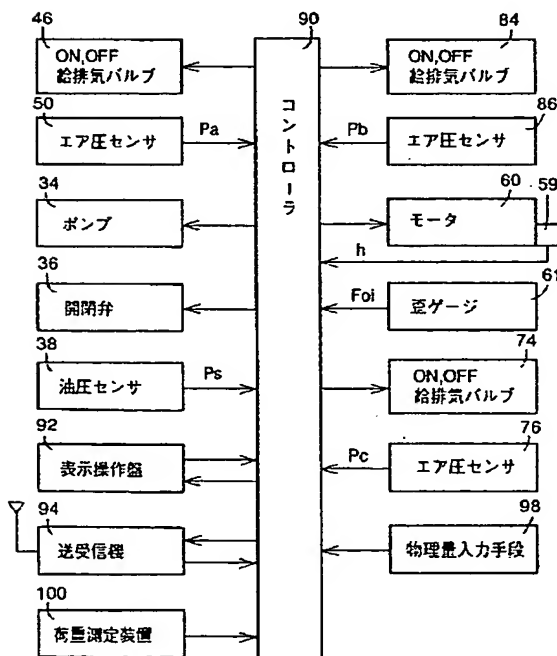 46
ON,OFF
給排気バルブ
50
エア圧センサ
Pa
34
ポンプ
36
開閉弁
38
油圧センサ
Ps
92
表示操作盤
94
送受信機
100
荷重測定装置
90
コントローラ
84
ON,OFF
給排気バルブ
86
Pb
エア圧センサ
59
60
モータ
h
61
Foi
歪ゲージ
74
ON,OFF
給排気バルブ
76
Pc
エア圧センサ
98
物理量入力手段